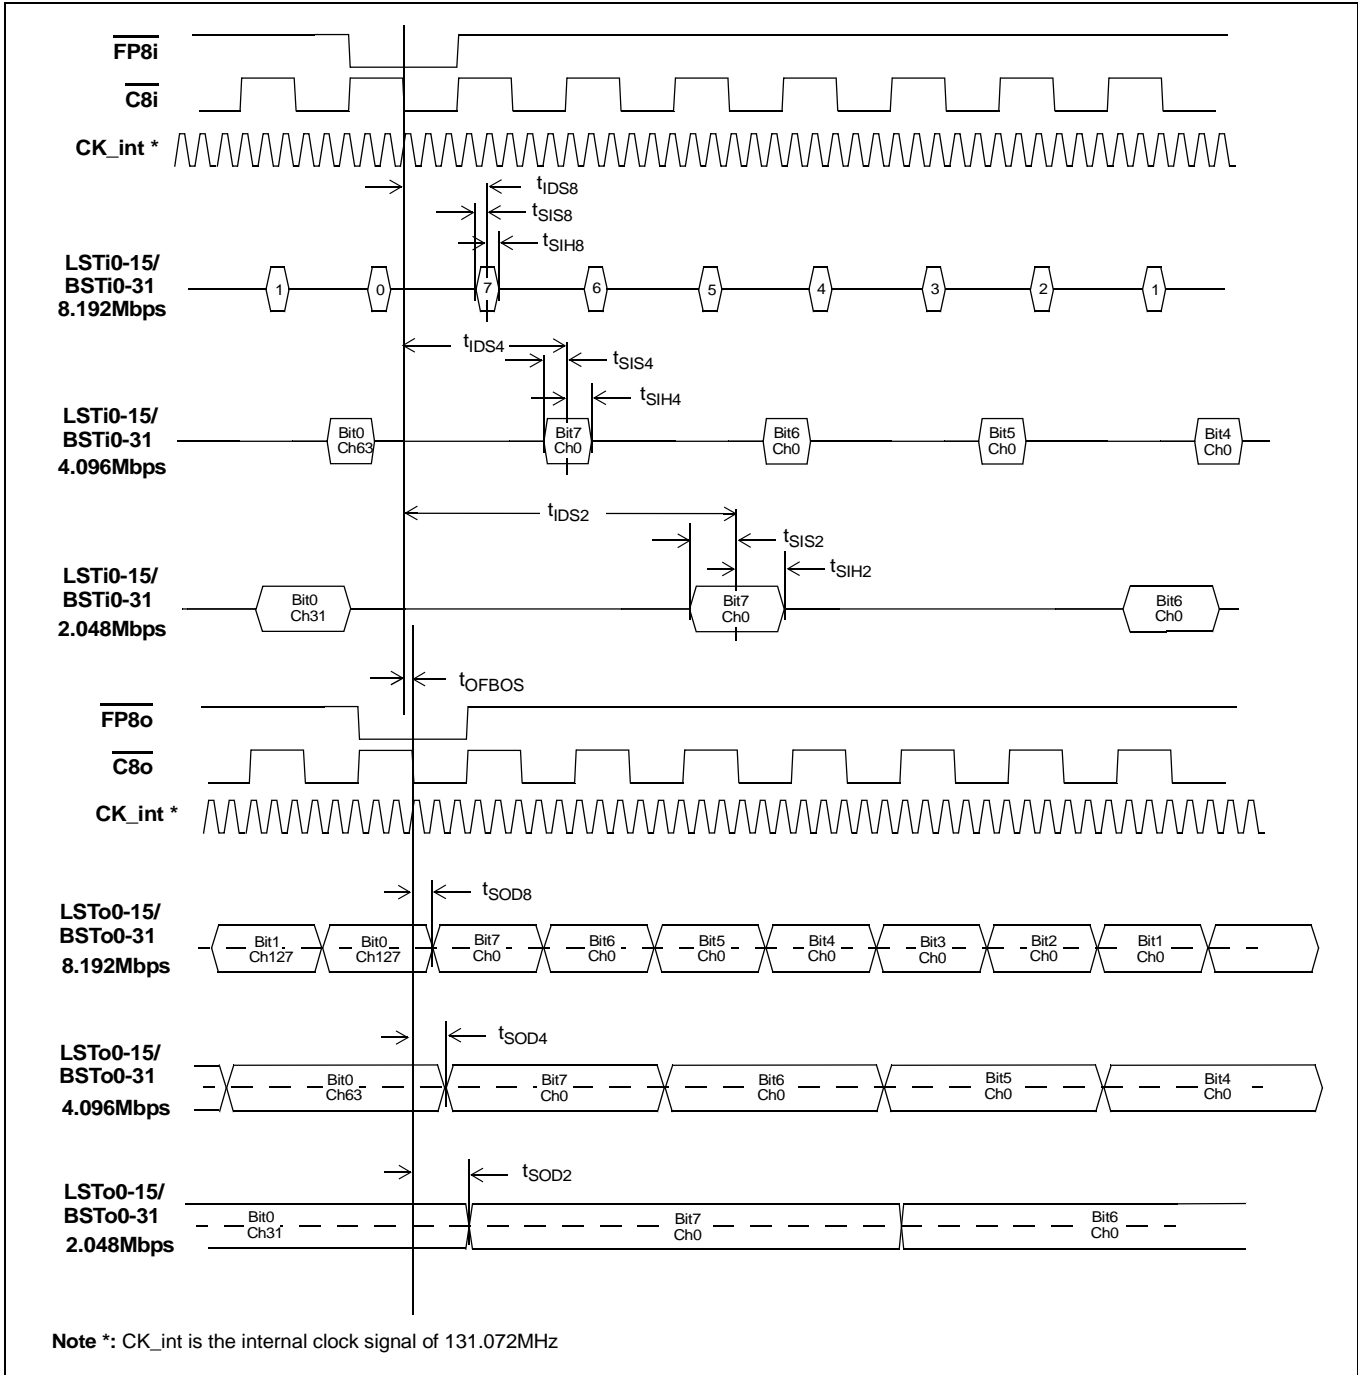 FP8i
C8i
CK_int *
tIDS8
tSIS8
tSIH8
LSTi0-15/
BSTi0-31
8.192Mbps
1 0 7 6 5 4 3 2 1
tIDS4
tSIS4
tSIH4
LSTi0-15/
BSTi0-31
4.096Mbps
Bit0 Bit7 Bit6 Bit5 Bit4
Ch63 Ch0 Ch0 Ch0 Ch0
tIDS2
tSIS2
tSIH2
LSTi0-15/
BSTi0-31
2.048Mbps
Bit0 Bit7 Bit6
Ch31 Ch0 Ch0
tOFBOS
FP8o
C8o
CK_int *
tSOD8
LSTo0-15/
BSTo0-31
8.192Mbps
Bit1 Bit0 Bit7 Bit6 Bit5 Bit4 Bit3 Bit2 Bit1
Ch127 Ch127 Ch0 Ch0 Ch0 Ch0 Ch0 Ch0 Ch0
tSOD4
LSTo0-15/
BSTo0-31
4.096Mbps
Bit0 Bit7 Bit6 Bit5 Bit4
Ch63 Ch0 Ch0 Ch0 Ch0
tSOD2
LSTo0-15/
BSTo0-31
2.048Mbps
Bit0 Bit7 Bit6
Ch31 Ch0 Ch0
Note *: CK_int is the internal clock signal of 131.072MHz